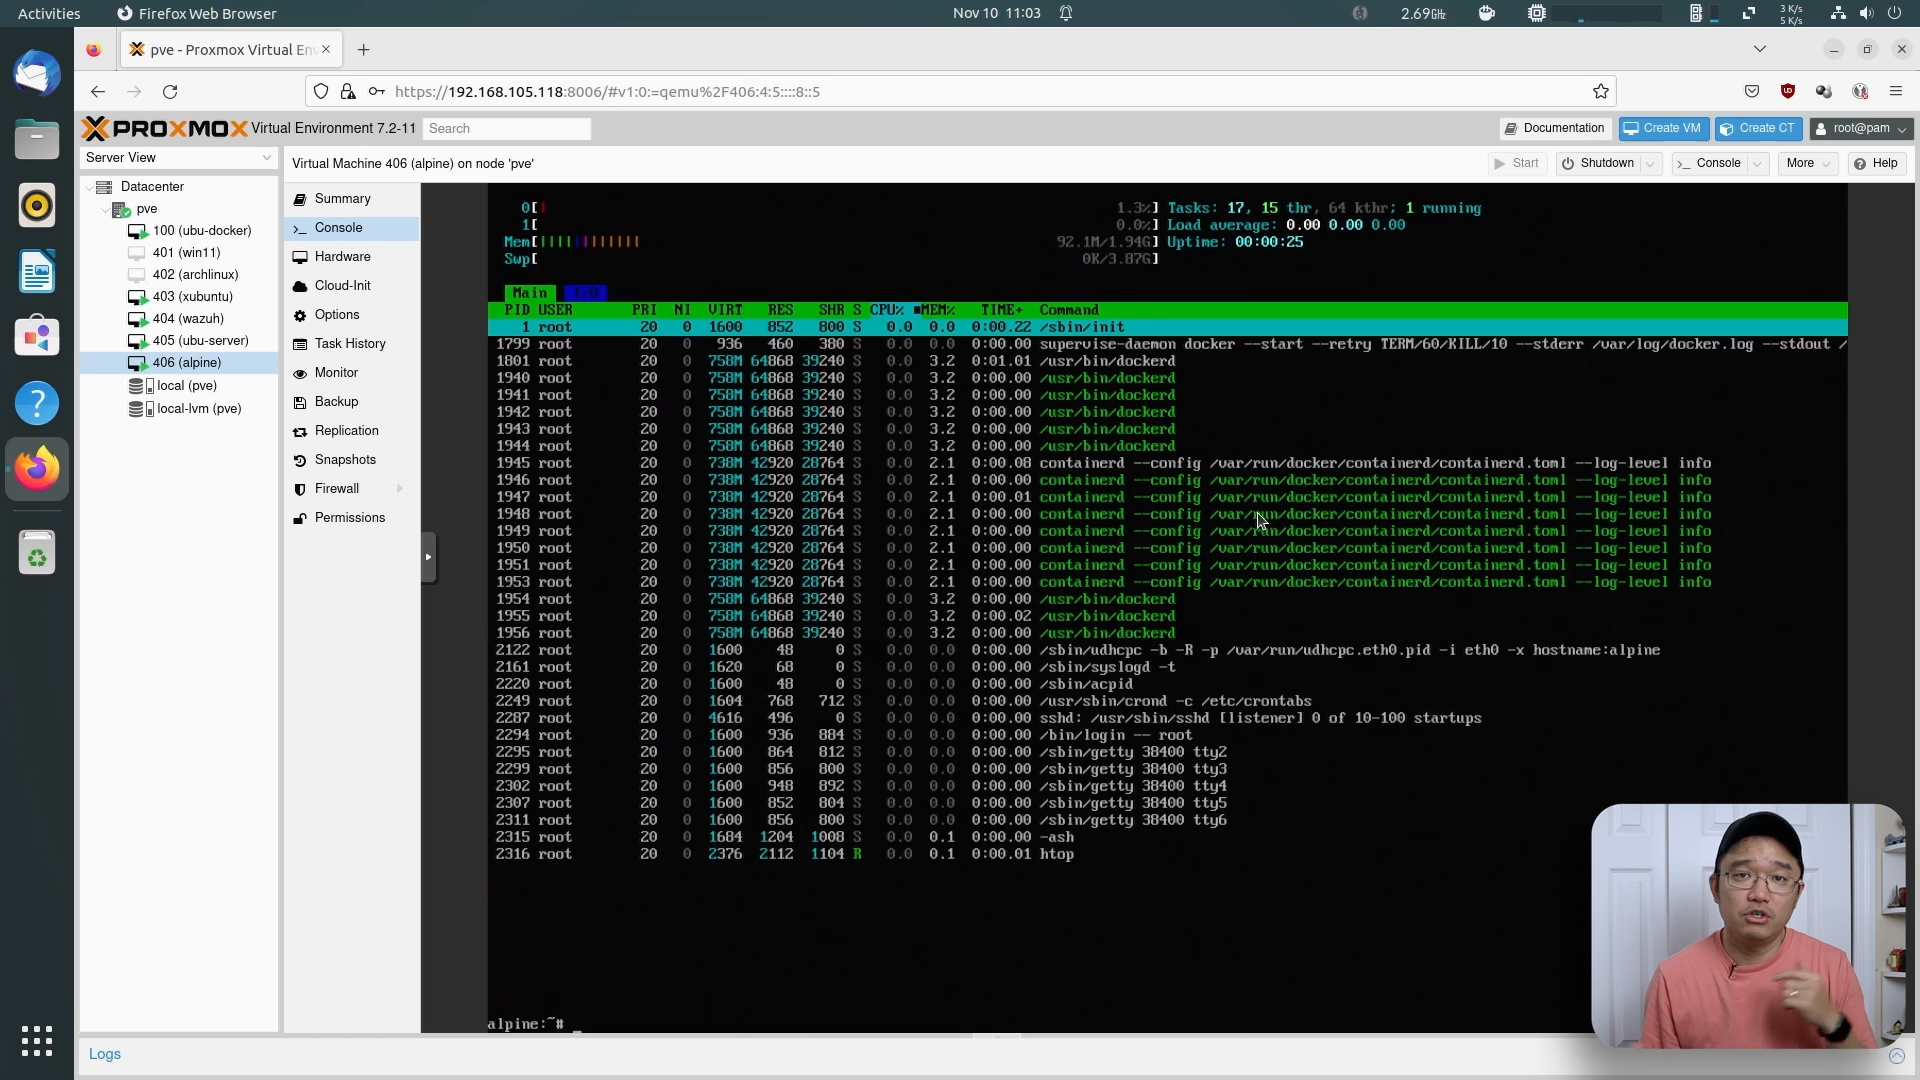 Activities
Firefox Web Browser
Nov 10 11:03
2.69GHz
3 K/s
5 K/s
pve - Proxmox Virtual En
https://192.168.105.118:8006/#v1:0:=qemu%2F406:4:5::::8::5
PROXMOX Virtual Environment 7.2-11
Search
Documentation
Create VM
Create CT
root@pam
Server View
Virtual Machine 406 (alpine) on node 'pve'
Start
Shutdown
Console
More
Help
Datacenter
pve
100 (ubu-docker)
401 (win11)
402 (archlinux)
403 (xubuntu)
404 (wazuh)
405 (ubu-server)
406 (alpine)
local (pve)
local-lvm (pve)
Summary
Console
Hardware
Cloud-Init
Options
Task History
Monitor
Backup
Replication
Snapshots
Firewall
Permissions
0[| 1.3%] Tasks: 17, 15 thr, 64 kthr; 1 running
1[ 0.0%] Load average: 0.00 0.00 0.00
Mem[|||||||||||| 92.1M/1.94G] Uptime: 00:00:25
Swp[ 0K/3.87G]
Main I/O
PID USER PRI NI VIRT RES SHR S CPU% MEM% TIME+ Command
1 root 20 0 1600 852 800 S 0.0 0.0 0:00.22 /sbin/init
1799 root 20 0 936 460 380 S 0.0 0.0 0:00.00 supervise-daemon docker --start --retry TERM/60/KILL/10 --stderr /var/log/docker.log --stdout /
1801 root 20 0 758M 64868 39240 S 0.0 3.2 0:01.01 /usr/bin/dockerd
1940 root 20 0 758M 64868 39240 S 0.0 3.2 0:00.00 /usr/bin/dockerd
1941 root 20 0 758M 64868 39240 S 0.0 3.2 0:00.00 /usr/bin/dockerd
1942 root 20 0 758M 64868 39240 S 0.0 3.2 0:00.00 /usr/bin/dockerd
1943 root 20 0 758M 64868 39240 S 0.0 3.2 0:00.00 /usr/bin/dockerd
1944 root 20 0 758M 64868 39240 S 0.0 3.2 0:00.00 /usr/bin/dockerd
1945 root 20 0 738M 42920 28764 S 0.0 2.1 0:00.08 containerd --config /var/run/docker/containerd/containerd.toml --log-level info
1946 root 20 0 738M 42920 28764 S 0.0 2.1 0:00.00 containerd --config /var/run/docker/containerd/containerd.toml --log-level info
1947 root 20 0 738M 42920 28764 S 0.0 2.1 0:00.01 containerd --config /var/run/docker/containerd/containerd.toml --log-level info
1948 root 20 0 738M 42920 28764 S 0.0 2.1 0:00.00 containerd --config /var/run/docker/containerd/containerd.toml --log-level info
1949 root 20 0 738M 42920 28764 S 0.0 2.1 0:00.00 containerd --config /var/run/docker/containerd/containerd.toml --log-level info
1950 root 20 0 738M 42920 28764 S 0.0 2.1 0:00.00 containerd --config /var/run/docker/containerd/containerd.toml --log-level info
1951 root 20 0 738M 42920 28764 S 0.0 2.1 0:00.00 containerd --config /var/run/docker/containerd/containerd.toml --log-level info
1953 root 20 0 738M 42920 28764 S 0.0 2.1 0:00.00 containerd --config /var/run/docker/containerd/containerd.toml --log-level info
1954 root 20 0 758M 64868 39240 S 0.0 3.2 0:00.00 /usr/bin/dockerd
1955 root 20 0 758M 64868 39240 S 0.0 3.2 0:00.02 /usr/bin/dockerd
1956 root 20 0 758M 64868 39240 S 0.0 3.2 0:00.00 /usr/bin/dockerd
2122 root 20 0 1600 48 0 S 0.0 0.0 0:00.00 /sbin/udhcpc -b -R -p /var/run/udhcpc.eth0.pid -i eth0 -x hostname:alpine
2161 root 20 0 1620 68 0 S 0.0 0.0 0:00.00 /sbin/syslogd -t
2220 root 20 0 1600 48 0 S 0.0 0.0 0:00.00 /sbin/acpid
2249 root 20 0 1604 768 712 S 0.0 0.0 0:00.00 /usr/sbin/crond -c /etc/crontabs
2287 root 20 0 4616 496 0 S 0.0 0.0 0:00.00 sshd: /usr/sbin/sshd [listener] 0 of 10-100 startups
2294 root 20 0 1600 936 884 S 0.0 0.0 0:00.00 /bin/login -- root
2295 root 20 0 1600 864 812 S 0.0 0.0 0:00.00 /sbin/getty 38400 tty2
2299 root 20 0 1600 856 800 S 0.0 0.0 0:00.00 /sbin/getty 38400 tty3
2302 root 20 0 1600 948 892 S 0.0 0.0 0:00.00 /sbin/getty 38400 tty4
2307 root 20 0 1600 852 804 S 0.0 0.0 0:00.00 /sbin/getty 38400 tty5
2311 root 20 0 1600 856 800 S 0.0 0.0 0:00.00 /sbin/getty 38400 tty6
2315 root 20 0 1684 1204 1008 S 0.0 0.1 0:00.00 -ash
2316 root 20 0 2376 2112 1104 R 0.0 0.1 0:00.01 htop
alpine:~# _
Logs